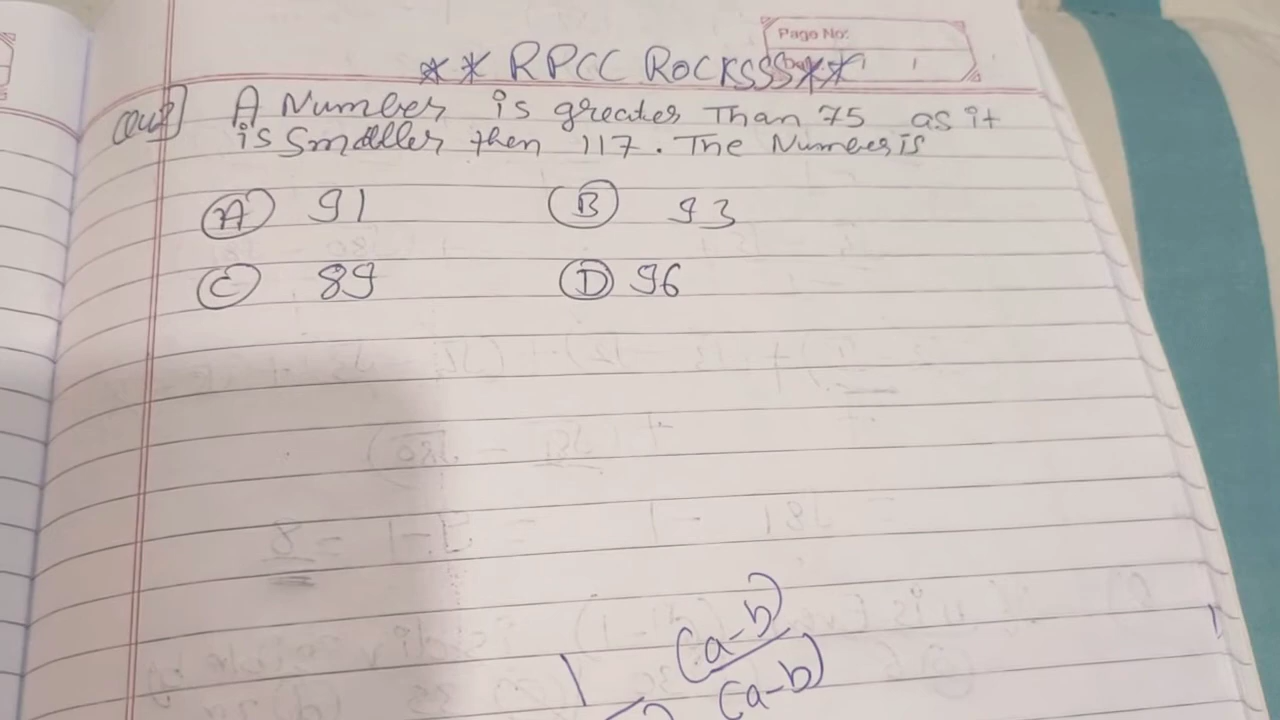 Page No:
** RPCC ROCKSSS**
A Number is greater Than 75 as it
is Smaller then 117. The Number is
(A) 91 (B) 93
(C) 89 (D) 96
(a-b)
(a-b)